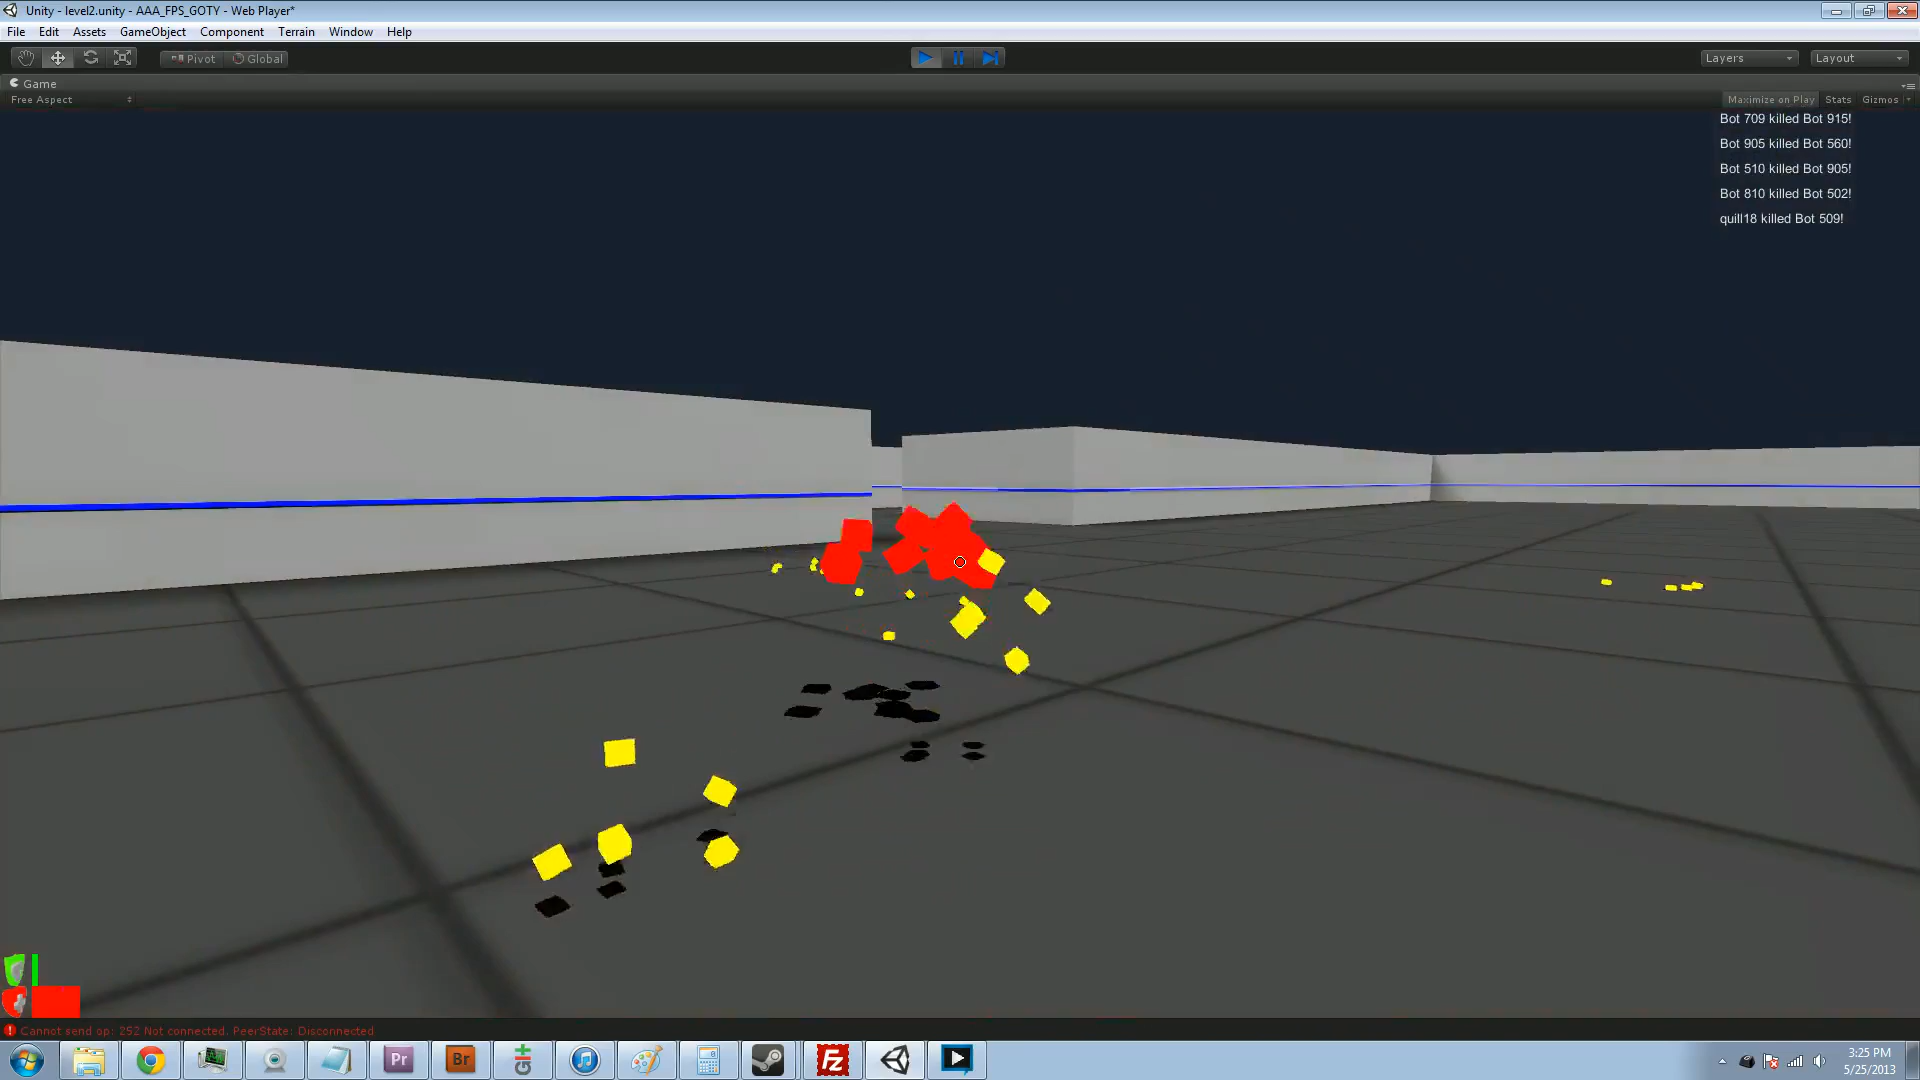 Unity - level2.unity - AAA_FPS_GOTY - Web Player*
File Edit Assets GameObject Component Terrain Window Help
Pivot Global Layers Layout
Game
Free Aspect Maximize on Play Stats Gizmos
Bot 709 killed Bot 915!
Bot 905 killed Bot 560!
Bot 510 killed Bot 905!
Bot 810 killed Bot 502!
quill18 killed Bot 509!
Cannot send op: 252 Not connected. PeerState: Disconnected
Pr Br Git Fz
3:25 PM
5/25/2013